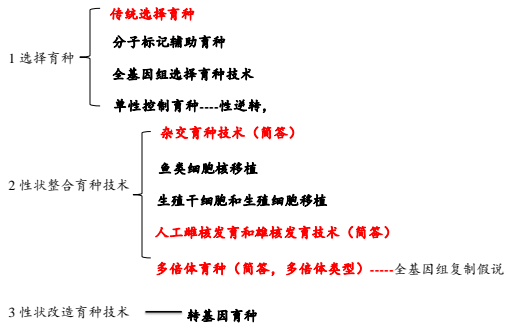 传统选择育种
分子标记辅助育种
1 选择育种
全基因组选择育种技术
单性控制育种----性逆转，
杂交育种技术（简答）
鱼类细胞核移植
2 性状整合育种技术
生殖干细胞和生殖细胞移植
人工雌核发育和雄核发育技术（简答）
多倍体育种（简答，多倍体类型）-----全基因组复制假说
3 性状改造育种技术 转基因育种